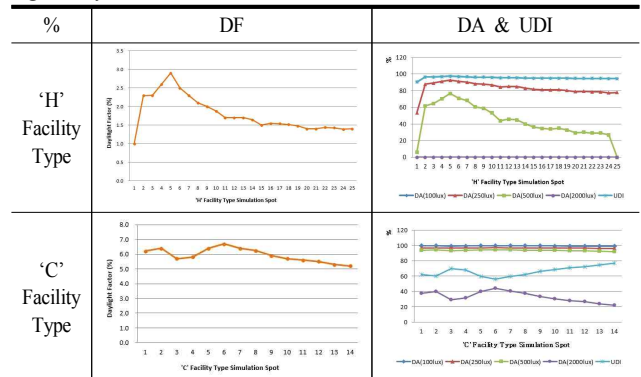 % DF DA & UDI
'H' Facility Type
Daylight Factor (%)
3.5
3.0
2.5
2.0
1.5
1.0
0.5
0.0
1 2 3 4 5 6 7 8 9 10 11 12 13 14 15 16 17 18 19 20 21 22 23 24 25
'H' Facility Type Simulation Spot
%
120
100
80
60
40
20
0
1 2 3 4 5 6 7 8 9 10 11 12 13 14 15 16 17 18 19 20 21 22 23 24 25
'H' Facility Type Simulation Spot
DA(100lux) DA(250lux) DA(500lux) DA(2000lux) UDI
'C' Facility Type
Daylight Factor (%)
8.0
7.0
6.0
5.0
4.0
3.0
2.0
1.0
0.0
1 2 3 4 5 6 7 8 9 10 11 12 13 14
'C' Facility Type Simulation Spot
%
120
100
80
60
40
20
0
1 2 3 4 5 6 7 8 9 10 11 12 13 14
'C' Facility Type Simulation Spot
DA(100lux) DA(250lux) DA(500lux) DA(2000lux) UDI